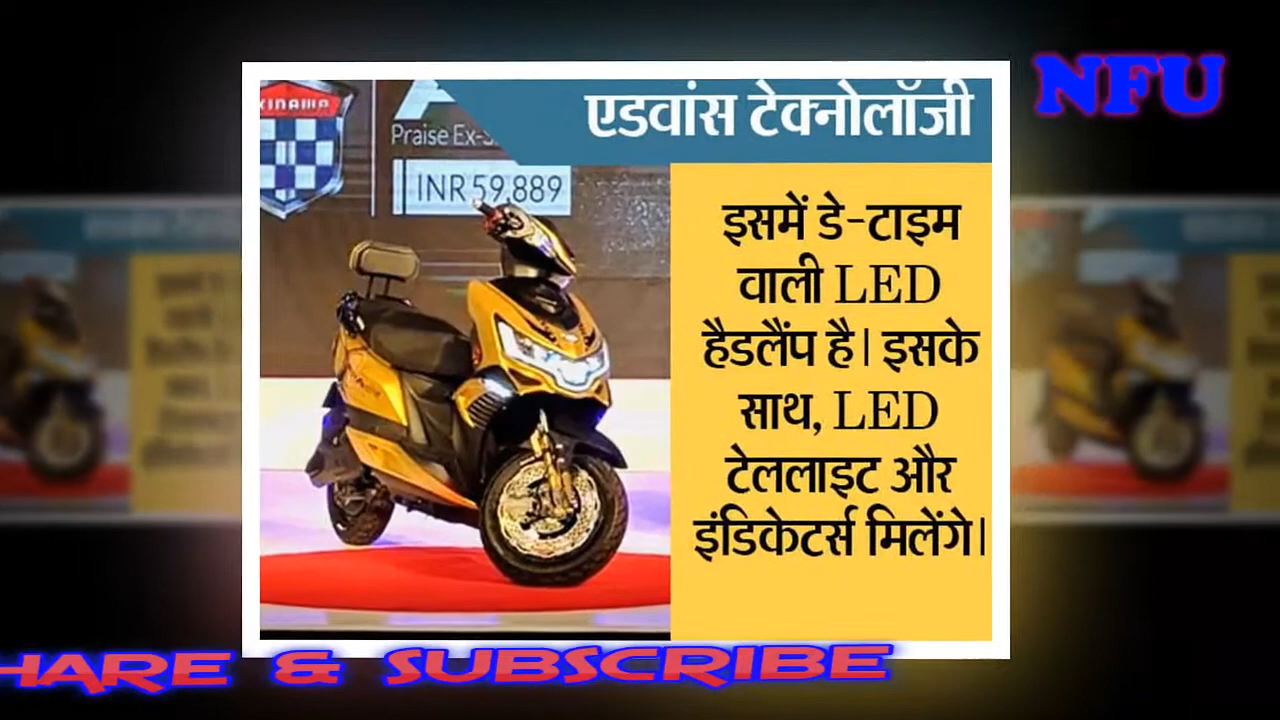 NFU
KINAWA
एडवांस टेक्नोलॉजी
Praise Ex-S
INR 59,889
इसमें डे-टाइम
वाली LED
हैडलैंप है। इसके
साथ, LED
टेललाइट और
इंडिकेटर्स मिलेंगे।
HARE & SUBSCRIBE